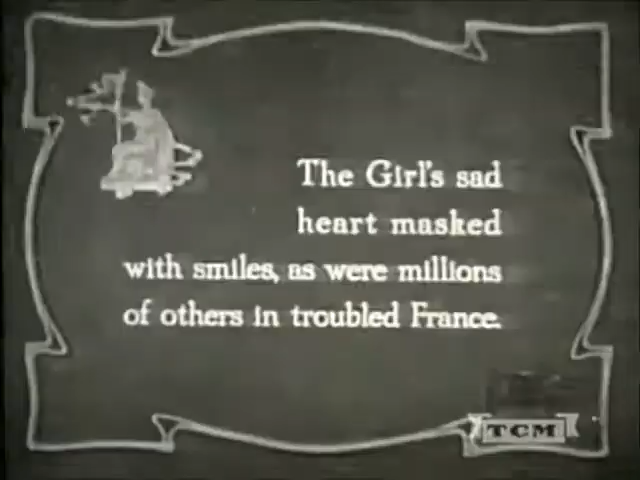 The Girl's sad
heart masked
with smiles, as were millions
of others in troubled France.
TCM